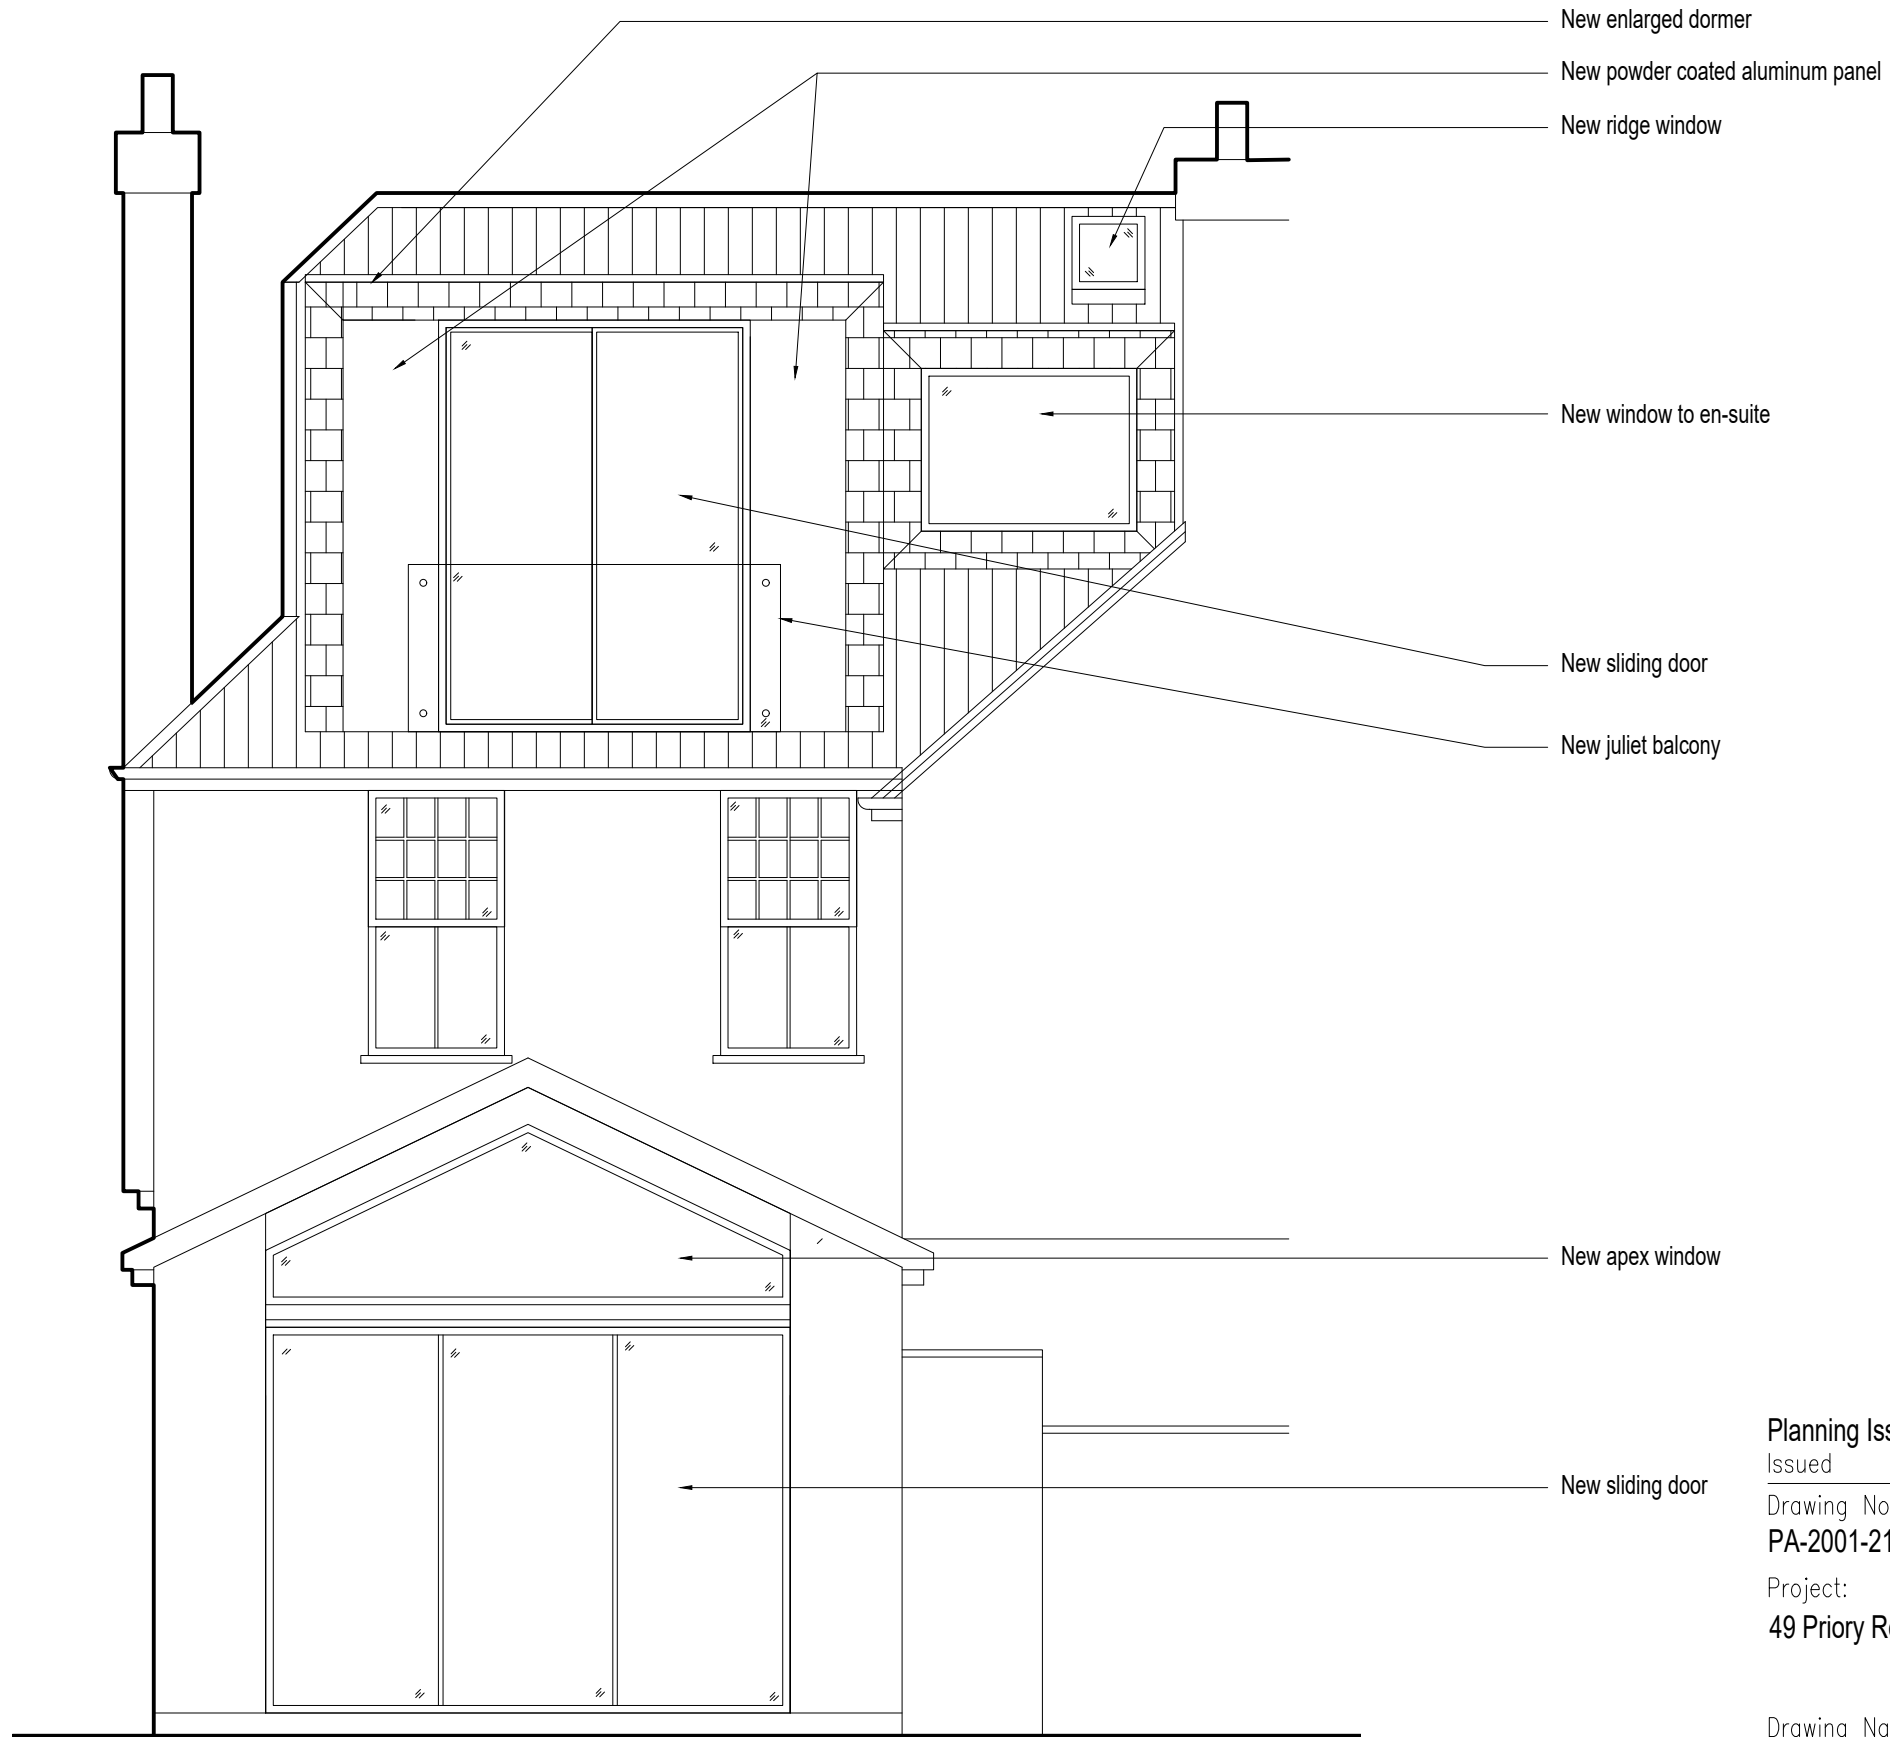 New enlarged dormer
New powder coated aluminum panel
New ridge window
New window to en-suite
New sliding door
New juliet balcony
New apex window
New sliding door
Planning
Issued
Drawing No
PA-2001-21
Project:
49 Priory
Drawing